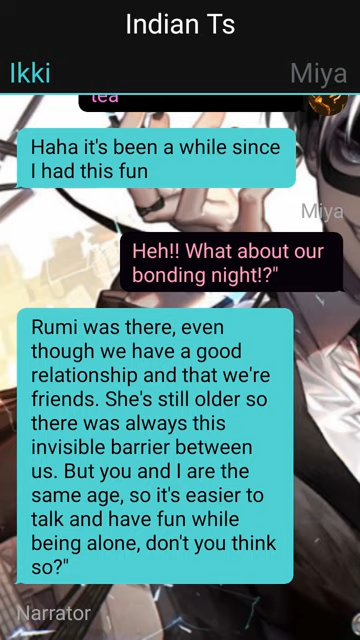 Indian Ts
Ikki
Miya
tea
Haha it's been a while since
I had this fun
Miya
Heh!! What about our
bonding night!?"
Rumi was there, even
though we have a good
relationship and that we're
friends. She's still older so
there was always this
invisible barrier between
us. But you and I are the
same age, so it's easier to
talk and have fun while
being alone, don't you think
so?"
Narrator